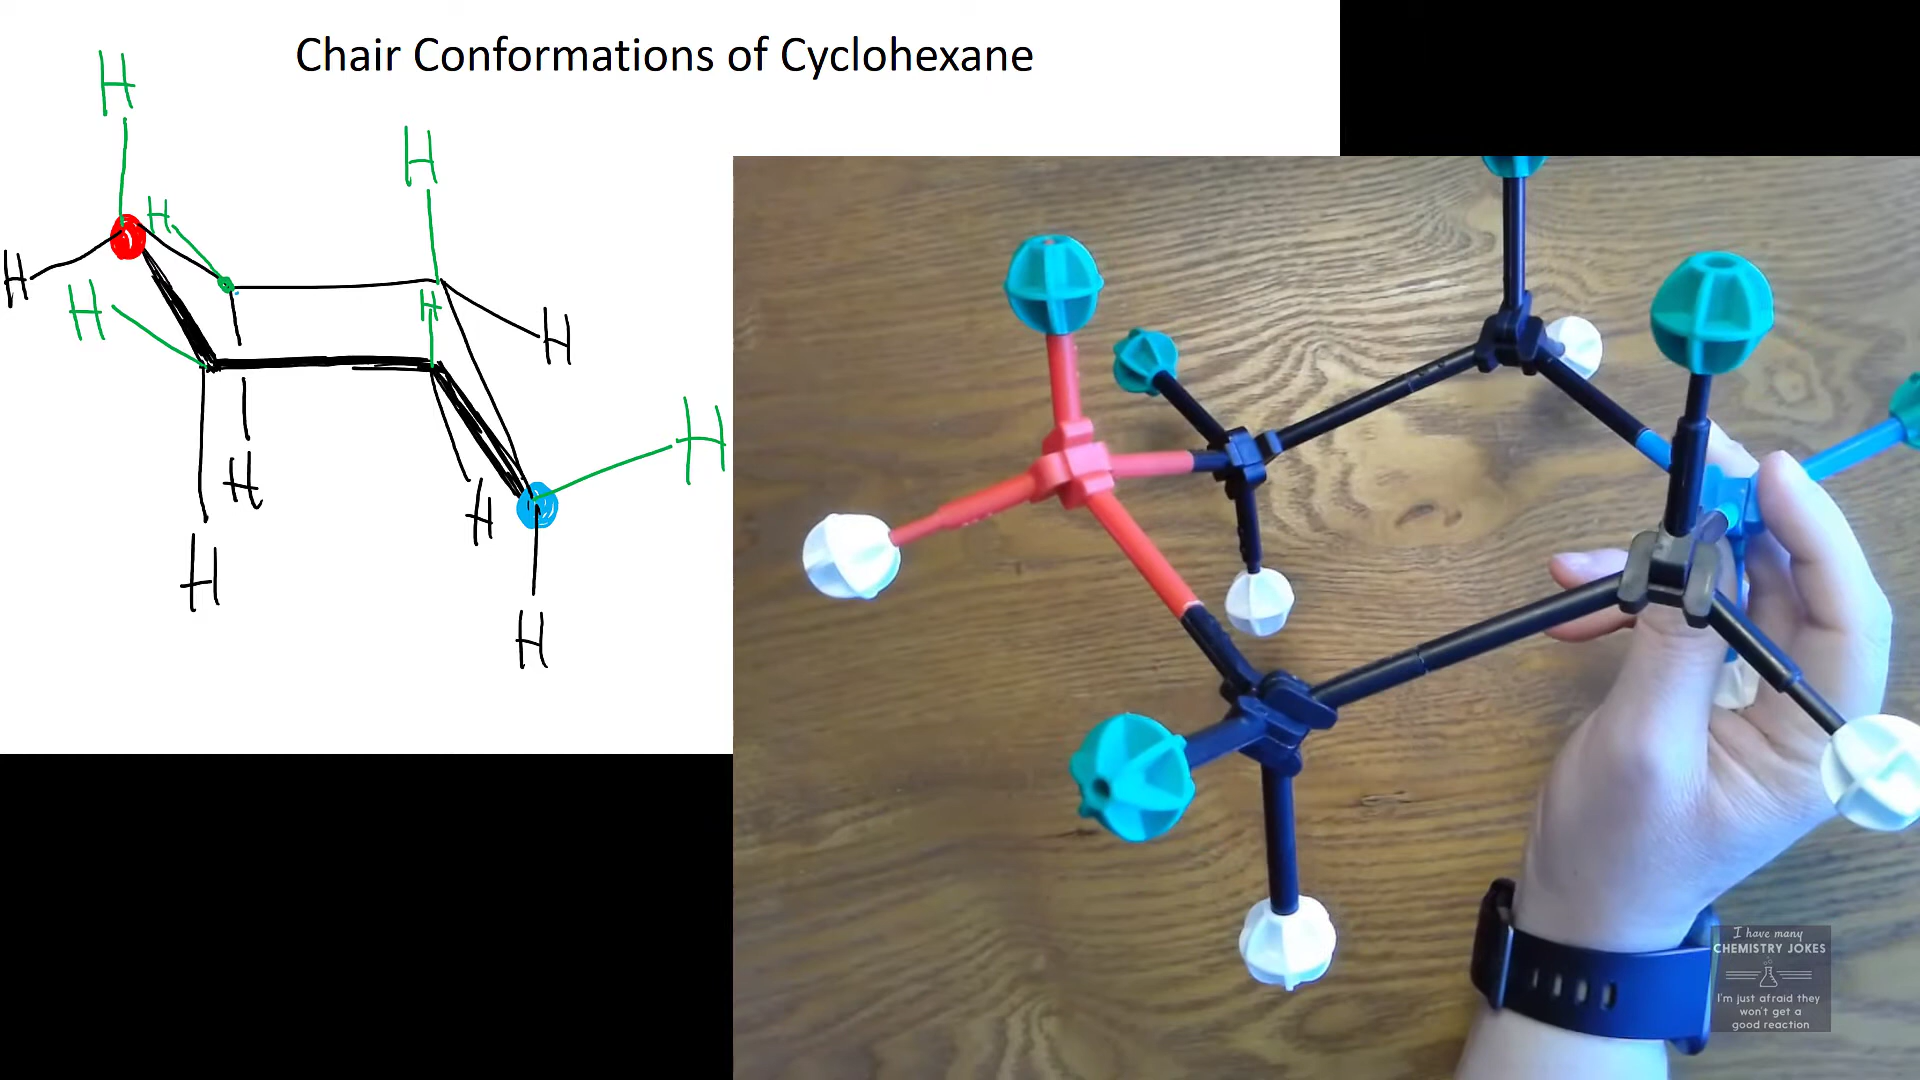 Chair Conformations of Cyclohexane
H
H
H
H
H
H
H
H
H
H
H
H
I have many
CHEMISTRY JOKES
I'm just afraid they
won't get a
good reaction